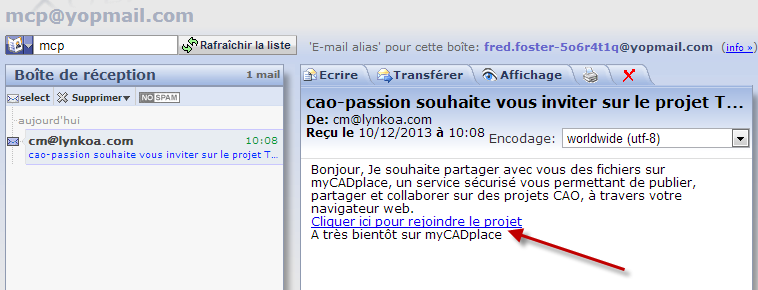 mcp@yopmail.com
mcp
Rafraîchir la liste
'E-mail alias' pour cette boîte: fred.foster-5o6r4t1q@yopmail.com (info »)
Boîte de réception
1 mail
select
Supprimer
NO SPAM
aujourd'hui
cm@lynkoa.com
10:08
cao-passion souhaite vous inviter sur le projet T...
Ecrire
Transférer
Affichage
cao-passion souhaite vous inviter sur le projet T...
De: cm@lynkoa.com
Reçu le 10/12/2013 à 10:08
Encodage:
worldwide (utf-8)
Bonjour, Je souhaite partager avec vous des fichiers sur
myCADplace, un service sécurisé vous permettant de publier,
partager et collaborer sur des projets CAO, à travers votre
navigateur web.
Cliquer ici pour rejoindre le projet
A très bientôt sur myCADplace